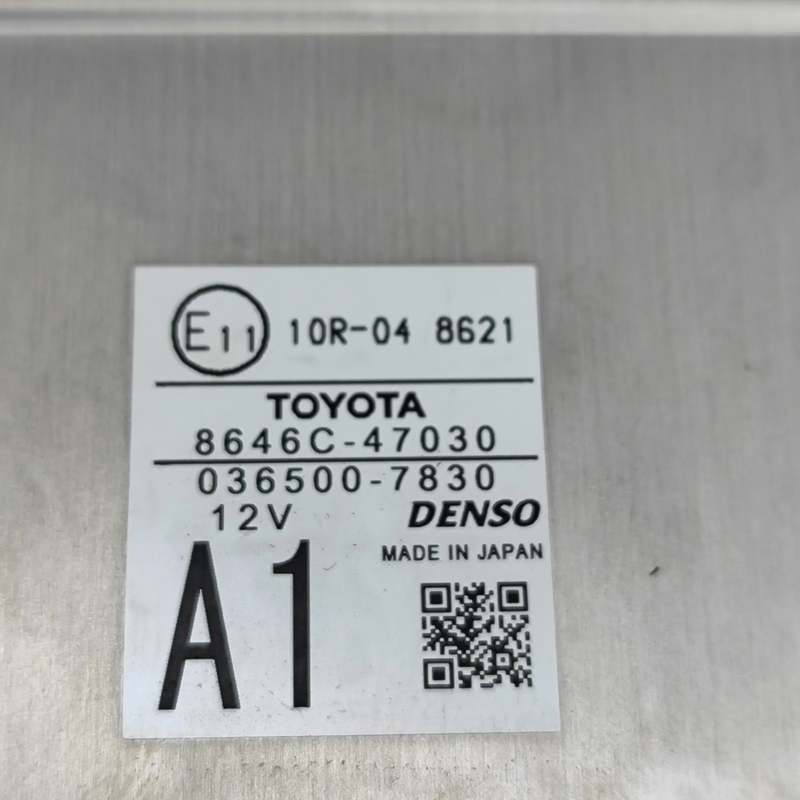 E11 10R-04 8621
TOYOTA
8646C-47030
036500-7830
12V DENSO
MADE IN JAPAN
A1